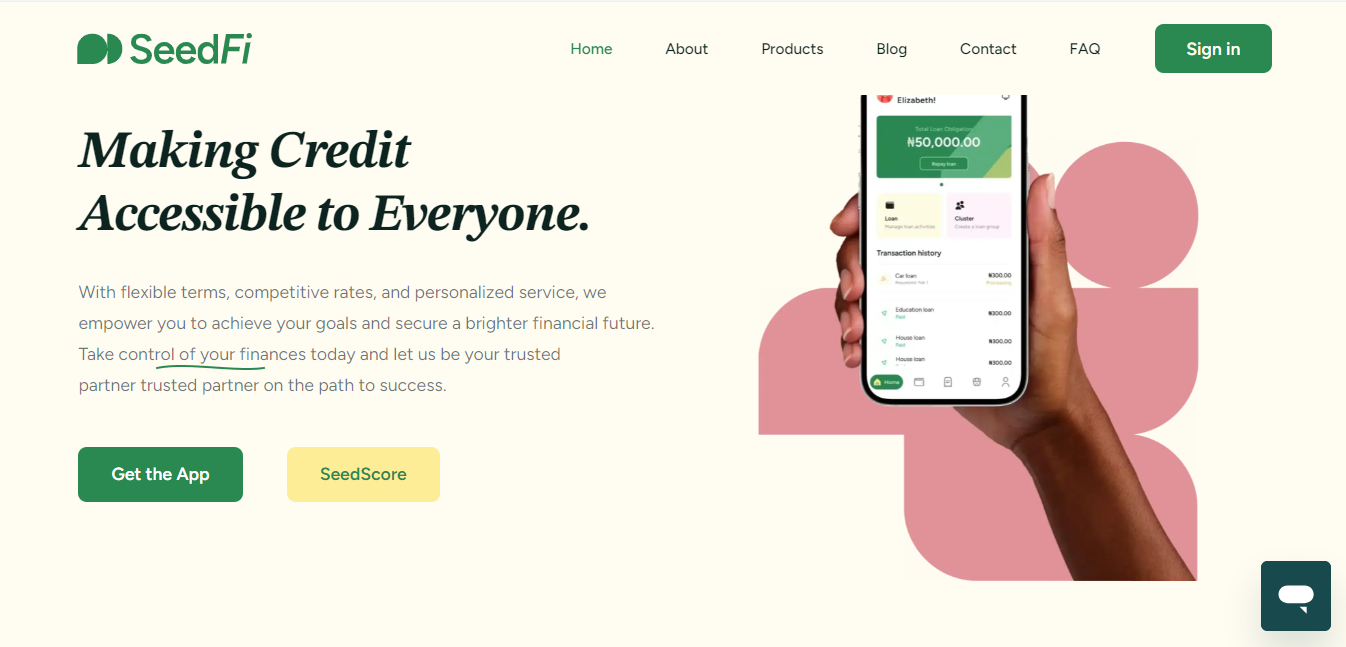 SeedFi
Home About Products Blog Contact FAQ Sign in
Making Credit
Accessible to Everyone.
With flexible terms, competitive rates, and personalized service, we
empower you to achieve your goals and secure a brighter financial future.
Take control of your finances today and let us be your trusted
partner trusted partner on the path to success.
Get the App SeedScore
Elizabeth!
Total Loan Obligation
₦50,000.00
Repay loan
Loan Cluster
Manage loan activities Create a loan group
Transaction history
Car loan ₦300.00
Requested: Feb 1 Processing
Education loan ₦300.00
Paid
House loan ₦300.00
Paid
House loan ₦300.00
Home